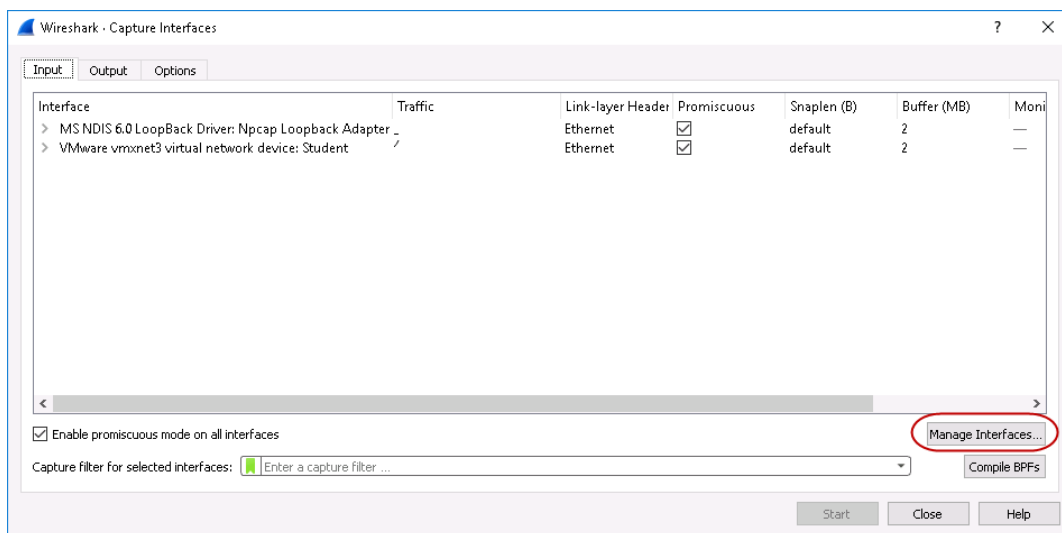 Wireshark · Capture Interfaces
Input Output Options
Interface Traffic Link-layer Header Promiscuous Snaplen (B) Buffer (MB) Moni
MS NDIS 6.0 LoopBack Driver: Npcap Loopback Adapter Ethernet default 2 —
VMware vmxnet3 virtual network device: Student Ethernet default 2 —
Enable promiscuous mode on all interfaces Manage Interfaces...
Capture filter for selected interfaces: Enter a capture filter ... Compile BPFs
Start Close Help